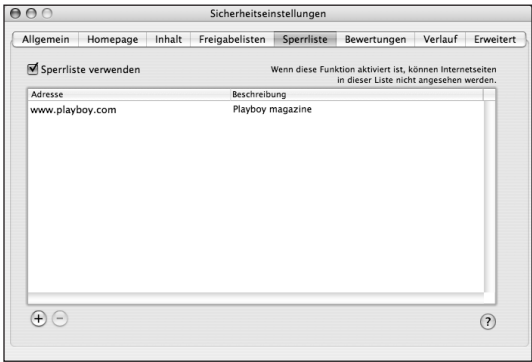 Sicherheitseinstellungen
Allgemein Homepage Inhalt Freigabelisten Sperrliste Bewertungen Verlauf Erweitert
Sperrliste verwenden
Wenn diese Funktion aktiviert ist, können Internetseiten
in dieser Liste nicht angesehen werden.
Adresse Beschreibung
www.playboy.com Playboy magazine
?